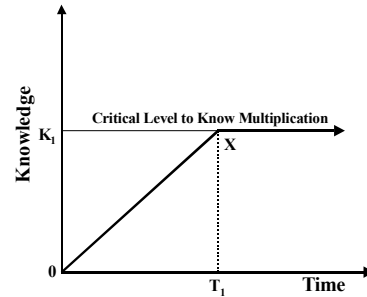 Knowledge
Critical Level to Know Multiplication
K1
X
0
T1
Time